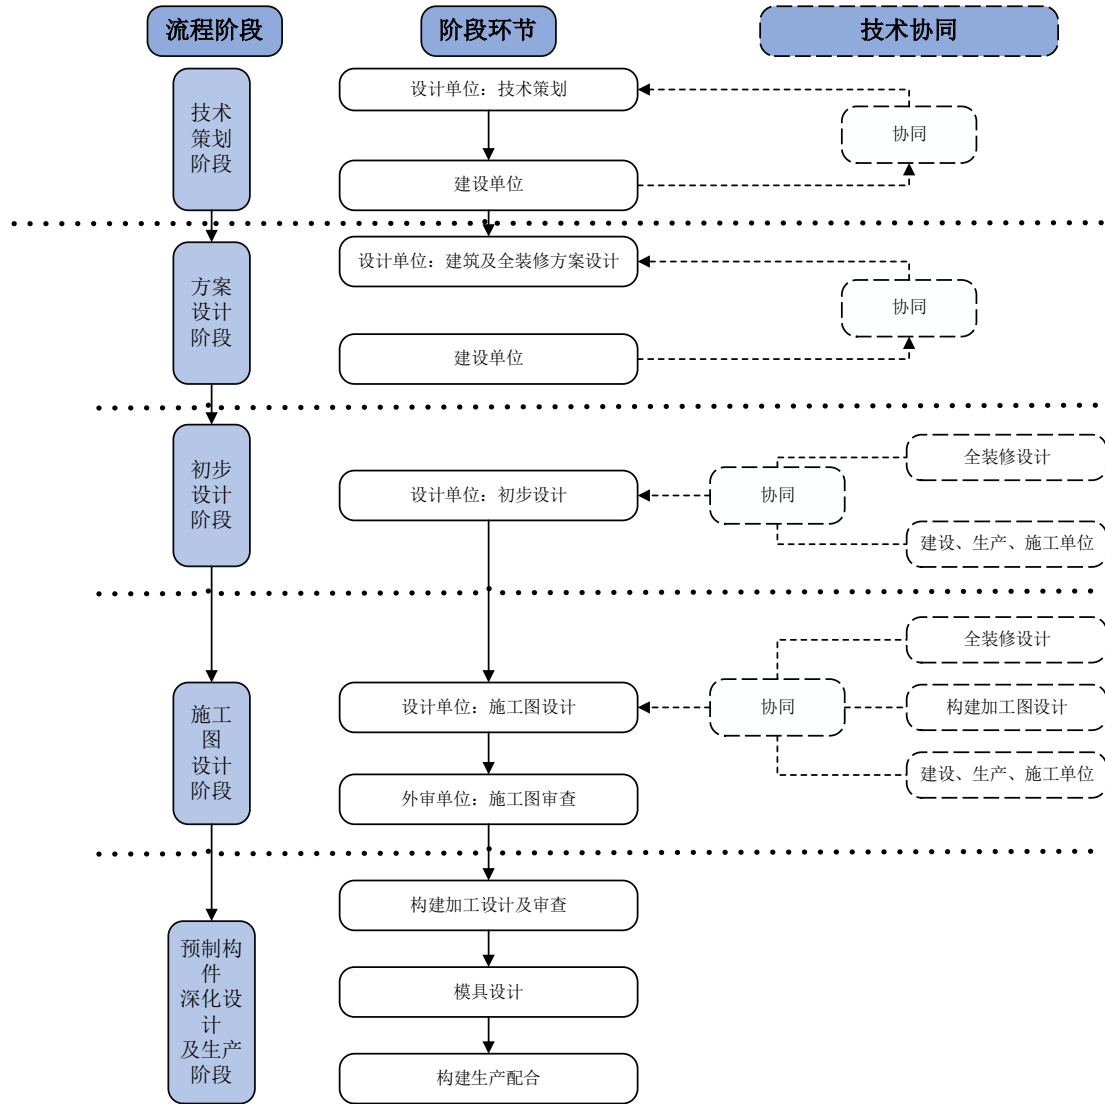 流程阶段
阶段环节
技术协同
技术
策划
阶段
设计单位：技术策划
协同
建设单位
方案
设计
阶段
设计单位：建筑及全装修方案设计
协同
建设单位
初步
设计
阶段
设计单位：初步设计
协同
全装修设计
建设、生产、施工单位
施工
图
设计
阶段
设计单位：施工图设计
协同
全装修设计
构建加工图设计
建设、生产、施工单位
外审单位：施工图审查
预制构
件
深化设
计
及生产
阶段
构建加工设计及审查
模具设计
构建生产配合